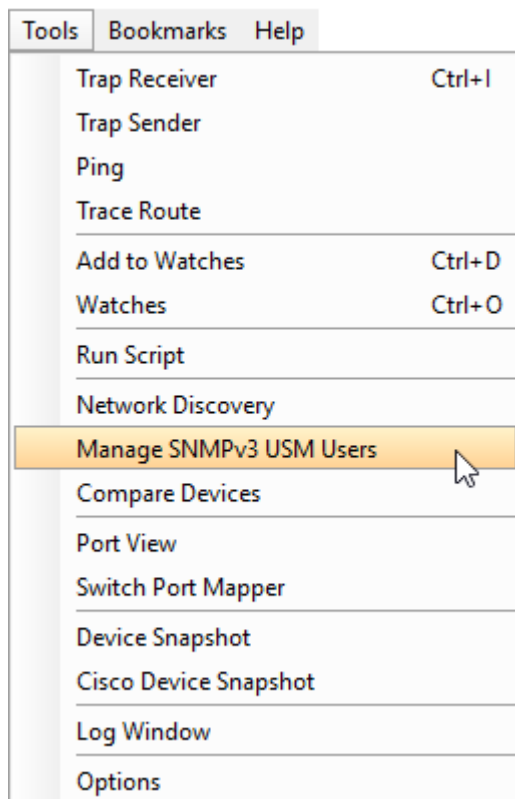 Tools Bookmarks Help
Trap Receiver Ctrl+I
Trap Sender
Ping
Trace Route
Add to Watches Ctrl+D
Watches Ctrl+O
Run Script
Network Discovery
Manage SNMPv3 USM Users
Compare Devices
Port View
Switch Port Mapper
Device Snapshot
Cisco Device Snapshot
Log Window
Options